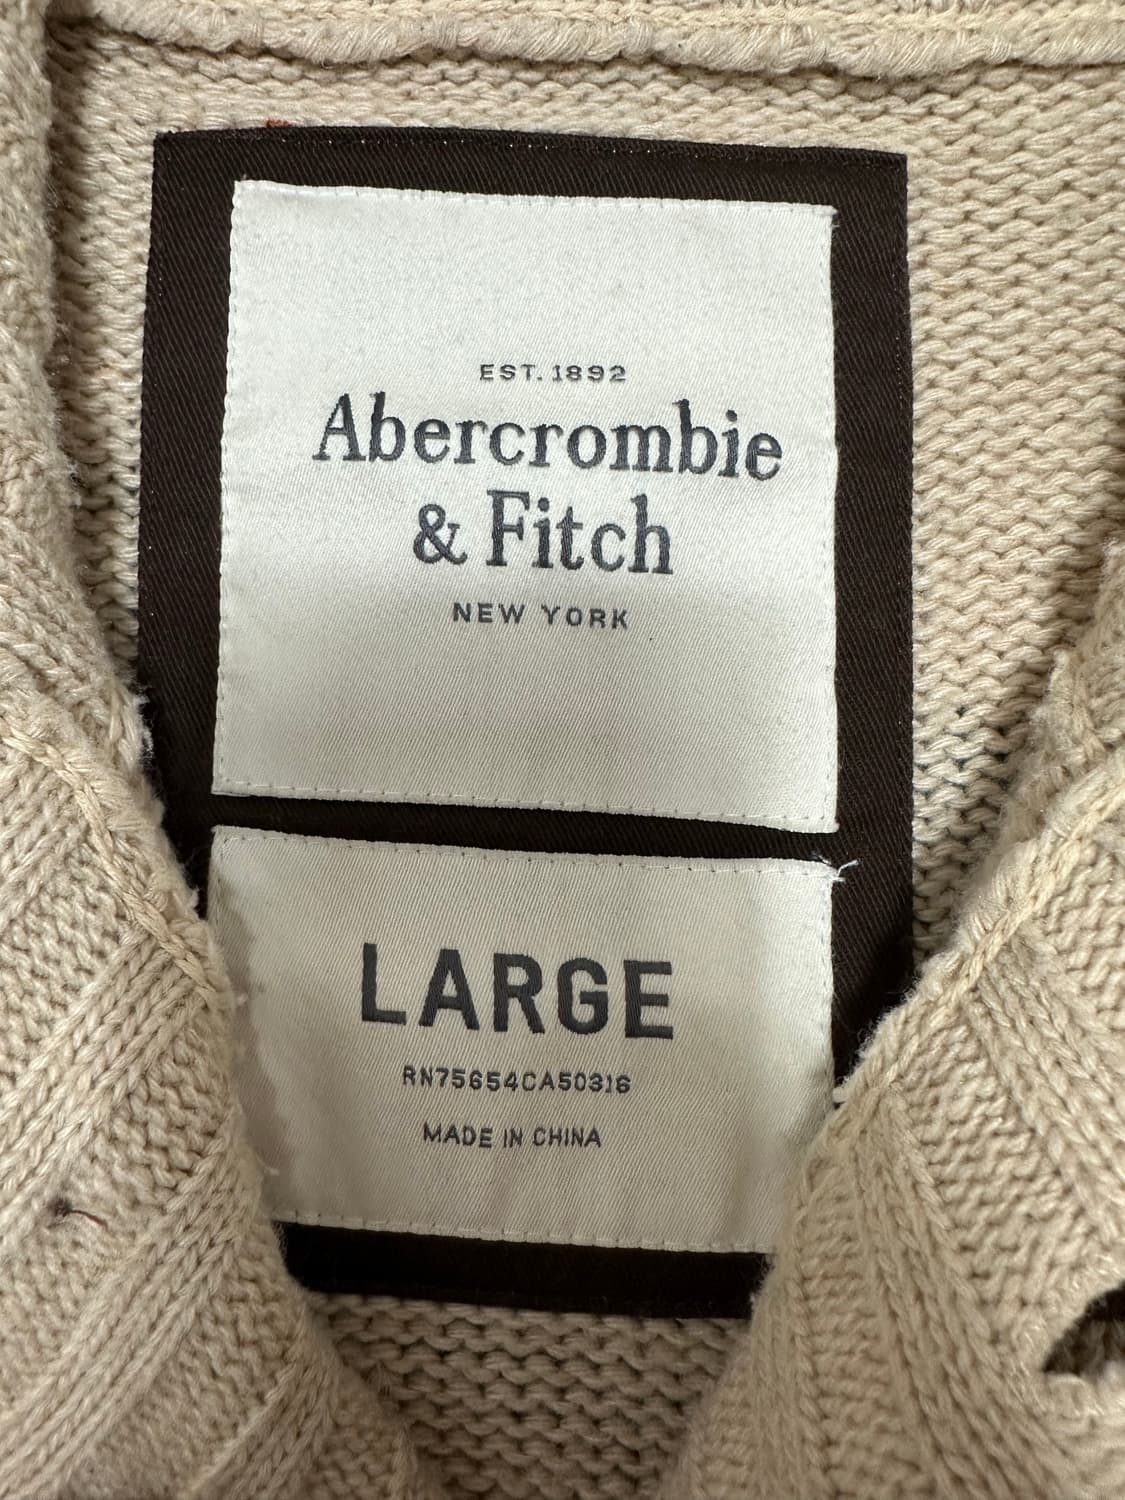 EST. 1892
Abercrombie
& Fitch
NEW YORK
LARGE
RN75654CA50316
MADE IN CHINA